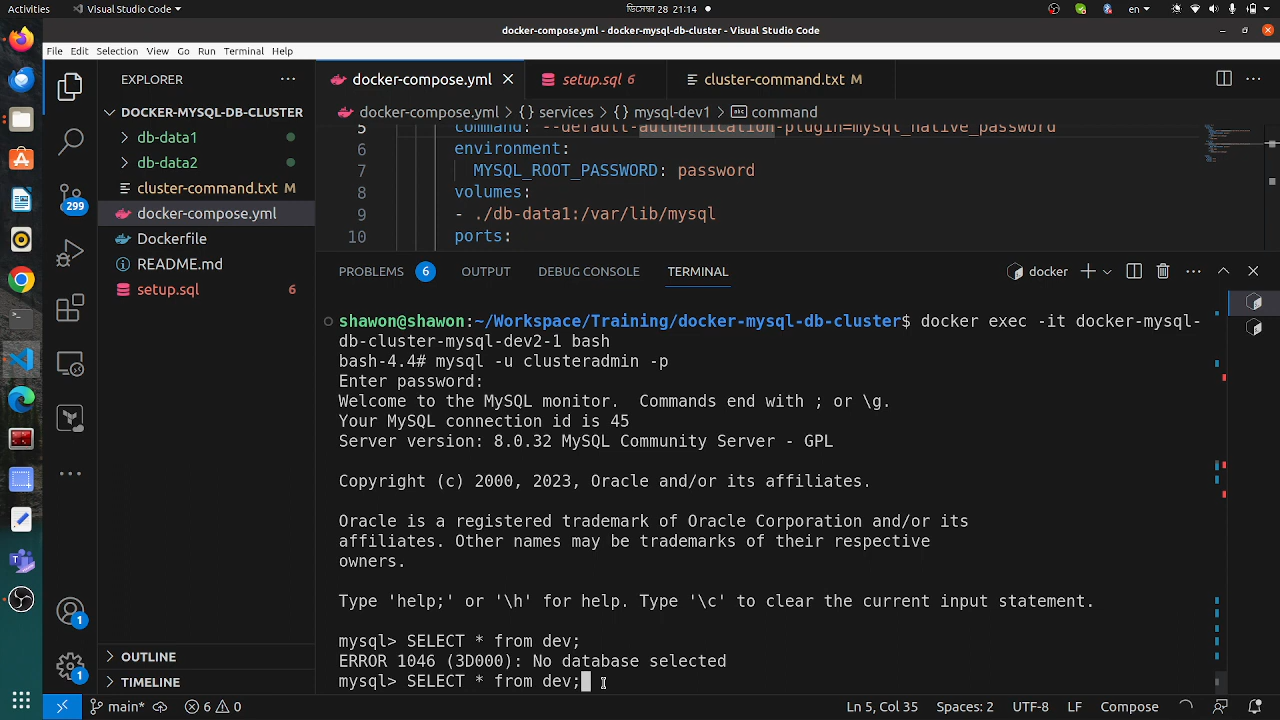 Activities
Visual Studio Code
ডিসেম্বর 28 21:14
en
docker-compose.yml - docker-mysql-db-cluster - Visual Studio Code
File Edit Selection View Go Run Terminal Help
EXPLORER
docker-compose.yml
setup.sql 6
cluster-command.txt M
DOCKER-MYSQL-DB-CLUSTER
docker-compose.yml > {} services > {} mysql-dev1 > command
db-data1
db-data2
cluster-command.txt M
docker-compose.yml
Dockerfile
README.md
setup.sql 6
299
1
1
5 command: --default-authentication-plugin=mysql_native_password
6 environment:
7 MYSQL_ROOT_PASSWORD: password
8 volumes:
9 - ./db-data1:/var/lib/mysql
10 ports:
PROBLEMS 6 OUTPUT DEBUG CONSOLE TERMINAL
docker
shawon@shawon:~/Workspace/Training/docker-mysql-db-cluster$ docker exec -it docker-mysql-
db-cluster-mysql-dev2-1 bash
bash-4.4# mysql -u clusteradmin -p
Enter password:
Welcome to the MySQL monitor.  Commands end with ; or \g.
Your MySQL connection id is 45
Server version: 8.0.32 MySQL Community Server - GPL
Copyright (c) 2000, 2023, Oracle and/or its affiliates.
Oracle is a registered trademark of Oracle Corporation and/or its
affiliates. Other names may be trademarks of their respective
owners.
Type 'help;' or '\h' for help. Type '\c' to clear the current input statement.
mysql> SELECT * from dev;
ERROR 1046 (3D000): No database selected
mysql> SELECT * from dev;
OUTLINE
TIMELINE
main* 6 0
Ln 5, Col 35 Spaces: 2 UTF-8 LF Compose